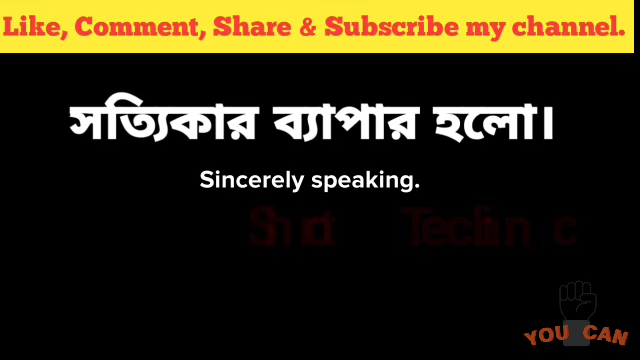 Like, Comment, Share & Subscribe my channel.
সত্যিকার ব্যাপার হলো।
Sincerely speaking.
YOU CAN